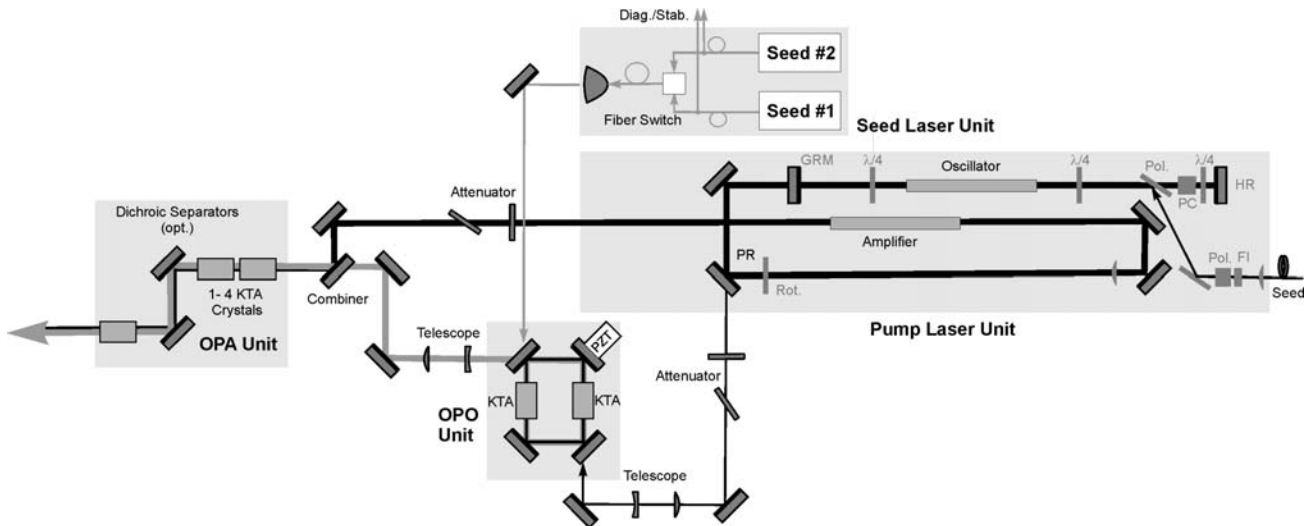 Diag./Stab.
Seed #2
Seed #1
Fiber Switch
Seed Laser Unit
GRM
λ/4
Oscillator
λ/4
Pol.
λ/4
PC
HR
Attenuator
Amplifier
Dichroic Separators
(opt.)
1- 4 KTA
Crystals
OPA Unit
Combiner
PR
Rot.
Pol.
FI
Seed
Pump Laser Unit
Telescope
PZT
KTA
KTA
OPO
Unit
Attenuator
Telescope